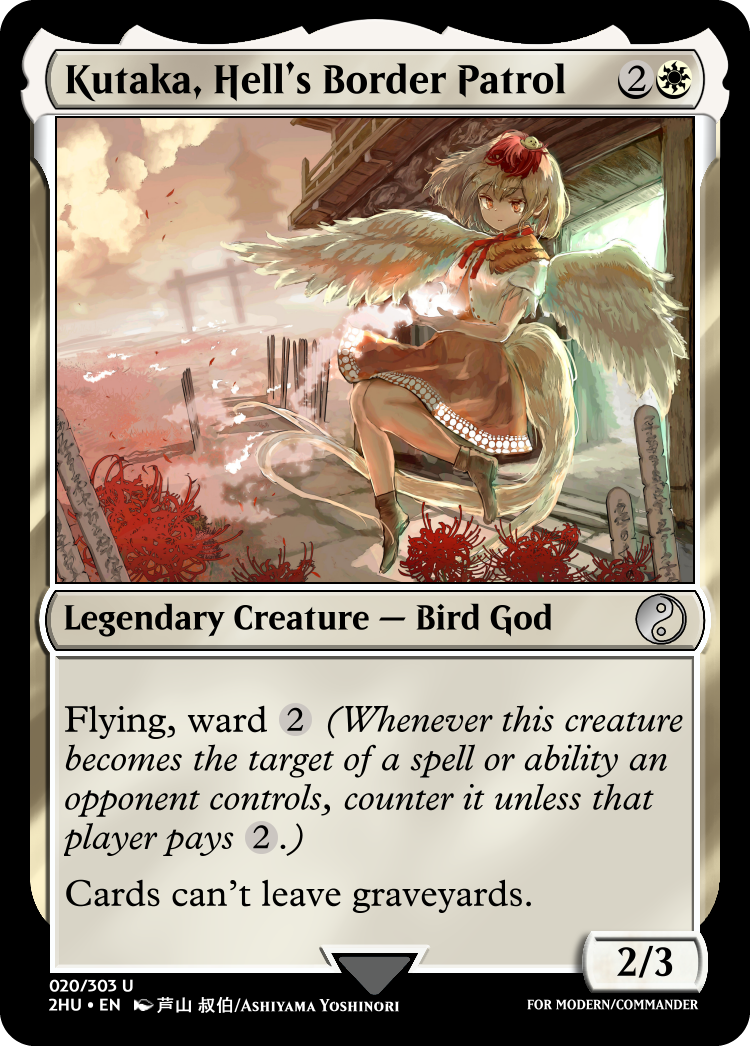 Kutaka, Hell's Border Patrol 2
Legendary Creature — Bird God
Flying, ward 2 (Whenever this creature
becomes the target of a spell or ability an
opponent controls, counter it unless that
player pays 2.)
Cards can't leave graveyards.
2/3
020/303 U
2HU • EN 芦山 叔伯/Ashiyama Yoshinori
FOR MODERN/COMMANDER